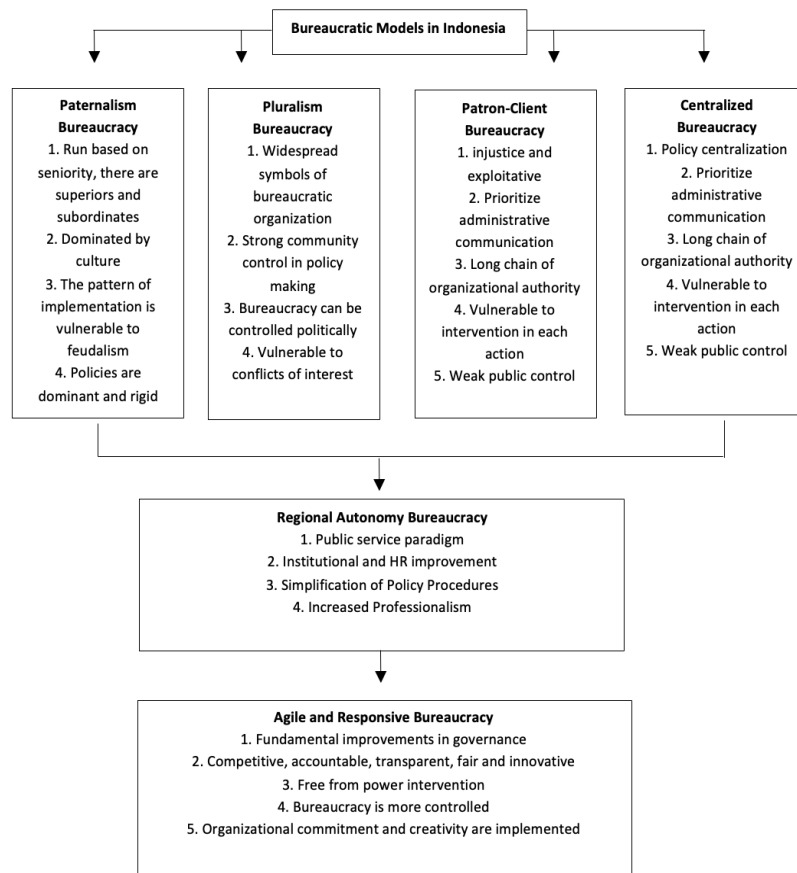 Bureaucratic Models in Indonesia
Paternalism
Bureaucracy
1. Run based on
seniority, there are
superiors and
subordinates
2. Dominated by
culture
3. The pattern of
implementation is
vulnerable to
feudalism
4. Policies are
dominant and rigid
Pluralism
Bureaucracy
1. Widespread
symbols of
bureaucratic
organization
2. Strong community
control in policy
making
3. Bureaucracy can be
controlled politically
4. Vulnerable to
conflicts of interest
Patron-Client
Bureaucracy
1. injustice and
exploitative
2. Prioritize
administrative
communication
3. Long chain of
organizational authority
4. Vulnerable to
intervention in each
action
5. Weak public control
Centralized
Bureaucracy
1. Policy centralization
2. Prioritize
administrative
communication
3. Long chain of
organizational authority
4. Vulnerable to
intervention in each
action
5. Weak public control
Regional Autonomy Bureaucracy
1. Public service paradigm
2. Institutional and HR improvement
3. Simplification of Policy Procedures
4. Increased Professionalism
Agile and Responsive Bureaucracy
1. Fundamental improvements in governance
2. Competitive, accountable, transparent, fair and innovative
3. Free from power intervention
4. Bureaucracy is more controlled
5. Organizational commitment and creativity are implemented